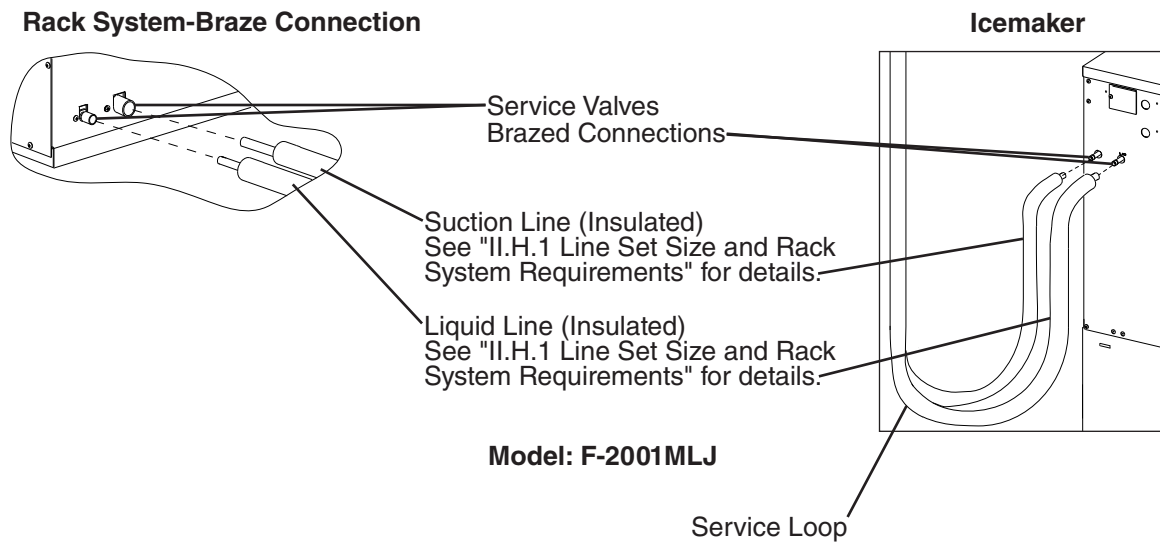 Rack System-Braze Connection
Icemaker
Service Valves
Brazed Connections
Suction Line (Insulated)
See "II.H.1 Line Set Size and Rack
System Requirements" for details.
Liquid Line (Insulated)
See "II.H.1 Line Set Size and Rack
System Requirements" for details.
Model: F-2001MLJ
Service Loop